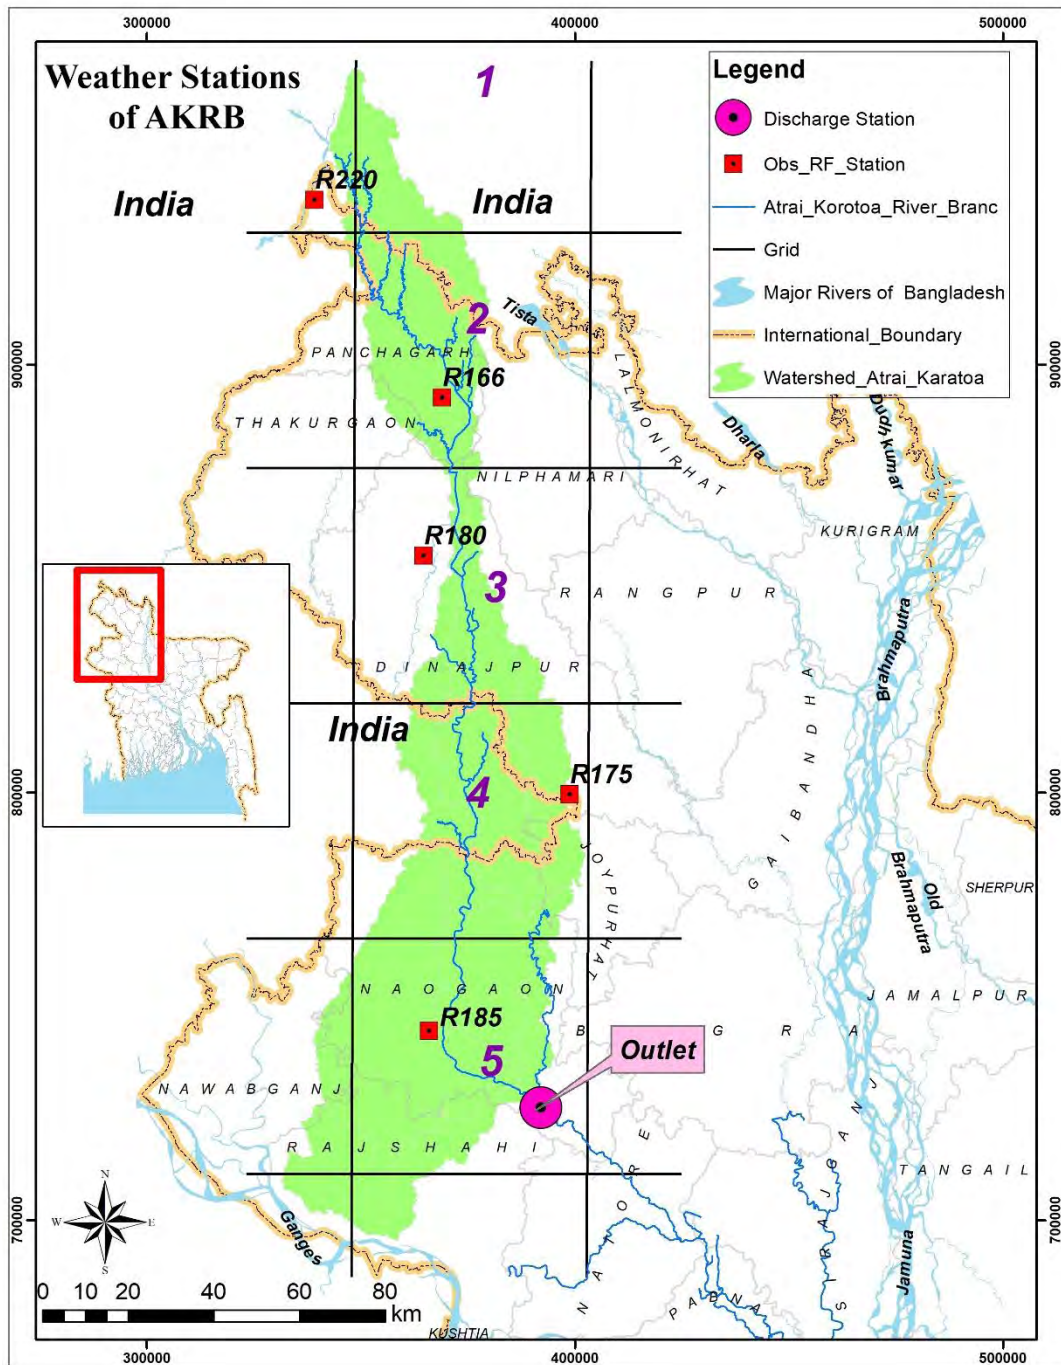 300000
400000
500000
Weather Stations
of AKRB
1
Legend
Discharge Station
Obs_RF_Station
Atrai_Korotoa_River_Branc
Grid
Major Rivers of Bangladesh
International_Boundary
Watershed_Atrai_Karatoa
R220
India
India
2
Tista
PANCHAGARH
900000
900000
R166
THAKURGAON
LALMONIRHAT
Dharla
Dudhkumar
NILPHAMARI
KURIGRAM
R180
3
RANGPUR
Brahmaputra
DINAJPUR
India
GAIBANDHA
R175
4
800000
800000
JOYPURHAT
Old
Brahmaputra
SHERPUR
NAOGAON
JAMALPUR
R185
BOGRA
5
Outlet
NAWABGANJ
RAJSHAHI
NATORE
SIRAJGANJ
TANGAIL
700000
700000
N
W
E
S
Ganges
Jamuna
PABNA
0 10 20 40 60 80
km
KUSHTIA
300000
400000
500000